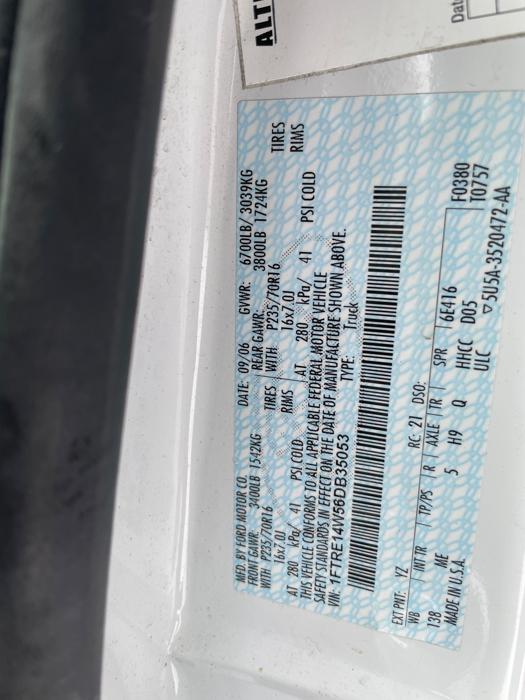 ALT
Dat
MFD. BY FORD MOTOR CO.
DATE: 09/06 GVWR: 6700LB/ 3039KG
FRONT GAWR: 3400LB 1542KG REAR GAWR: 3800LB 1724KG
WITH P235/70R16 TIRES WITH P235/70R16 TIRES
16x7.0J RIMS 16x7.0J RIMS
AT 280 kPa/ 41 PSI COLD AT 280 kPa/ 41 PSI COLD
THIS VEHICLE CONFORMS TO ALL APPLICABLE FEDERAL MOTOR VEHICLE
SAFETY STANDARDS IN EFFECT ON THE DATE OF MANUFACTURE SHOWN ABOVE.
VIN: 1FTRE14W56DB35053 TYPE: Truck
EXT PNT: YZ RC: 21 DSO:
WB INT TR TP/PS R AXLE TR SPR 6E416 F0380
138 ME 5 H9 Q HHCC D05 T0757
MADE IN U.S.A. UTC ▽5U5A-3520472-AA